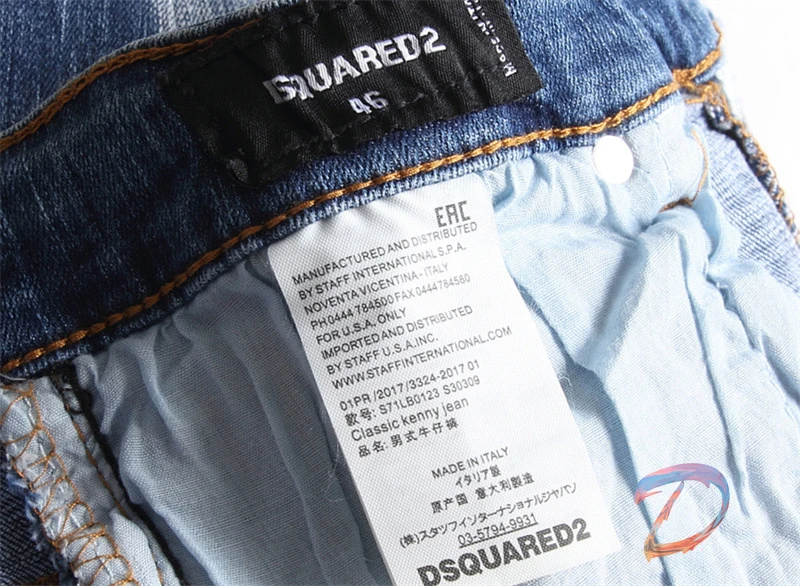 DSQUARED2
46
MADE IN
EAC
MANUFACTURED AND DISTRIBUTED
BY STAFF INTERNATIONAL S.P.A.
NOVENTA VICENTINA- ITALY
PH0444 784500 FAX 0444784580
FOR U.S.A. ONLY
IMPORTED AND DISTRIBUTED
BY STAFF U.S.A.INC.
WWW.STAFFINTERNATIONAL.COM
01PR /2017/3324-2017 01
款号: S71LB0123 S30309
Classic kenny jean
品名: 男式牛仔裤
MADE IN ITALY
イタリア製
原产国 意大利製造
(株)スタッフインターナショナルジャパン
03-5794-9931
DSQUARED2
D